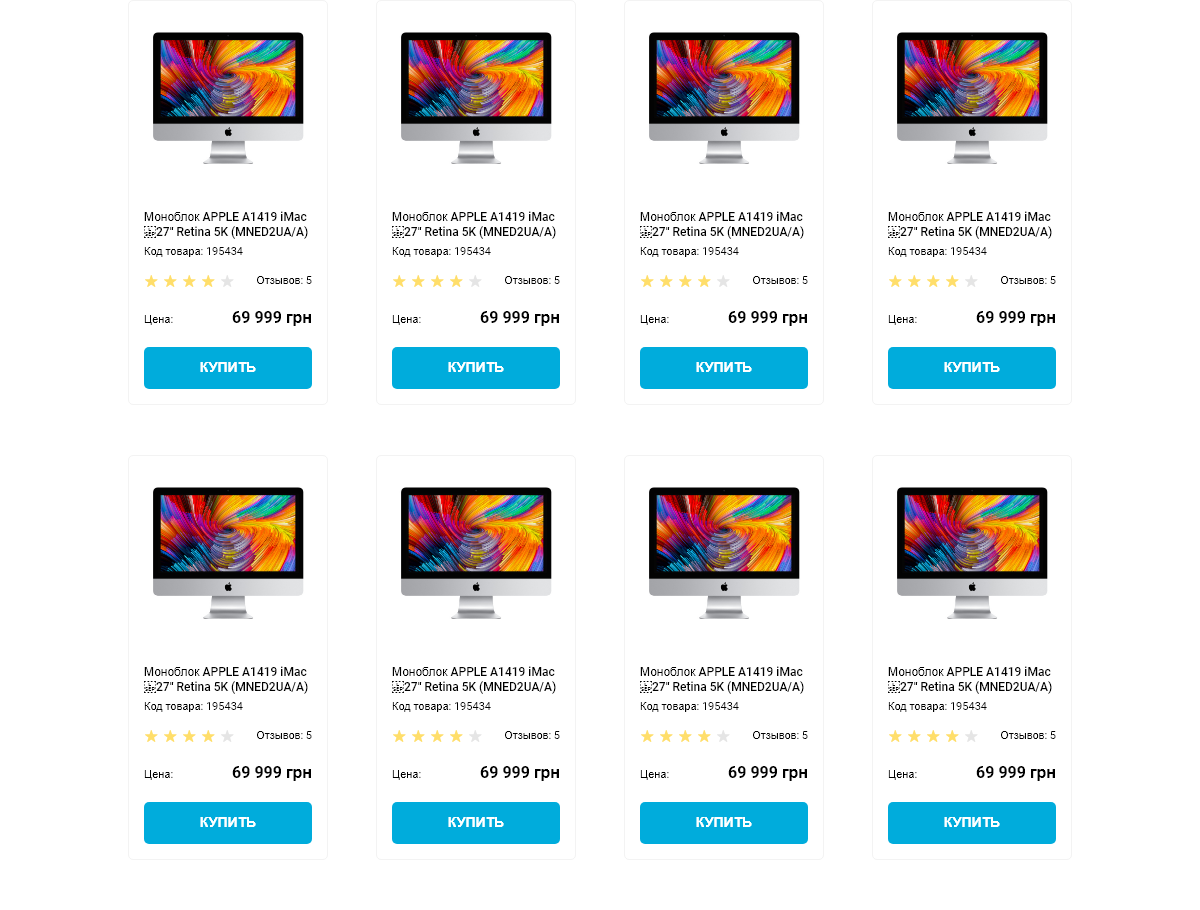 Моноблок APPLE A1419 iMac
27" Retina 5K (MNED2UA/A)
Код товара: 195434
Отзывов: 5
Цена: 69 999 грн
КУПИТЬ
Моноблок APPLE A1419 iMac
27" Retina 5K (MNED2UA/A)
Код товара: 195434
Отзывов: 5
Цена: 69 999 грн
КУПИТЬ
Моноблок APPLE A1419 iMac
27" Retina 5K (MNED2UA/A)
Код товара: 195434
Отзывов: 5
Цена: 69 999 грн
КУПИТЬ
Моноблок APPLE A1419 iMac
27" Retina 5K (MNED2UA/A)
Код товара: 195434
Отзывов: 5
Цена: 69 999 грн
КУПИТЬ
Моноблок APPLE A1419 iMac
27" Retina 5K (MNED2UA/A)
Код товара: 195434
Отзывов: 5
Цена: 69 999 грн
КУПИТЬ
Моноблок APPLE A1419 iMac
27" Retina 5K (MNED2UA/A)
Код товара: 195434
Отзывов: 5
Цена: 69 999 грн
КУПИТЬ
Моноблок APPLE A1419 iMac
27" Retina 5K (MNED2UA/A)
Код товара: 195434
Отзывов: 5
Цена: 69 999 грн
КУПИТЬ
Моноблок APPLE A1419 iMac
27" Retina 5K (MNED2UA/A)
Код товара: 195434
Отзывов: 5
Цена: 69 999 грн
КУПИТЬ